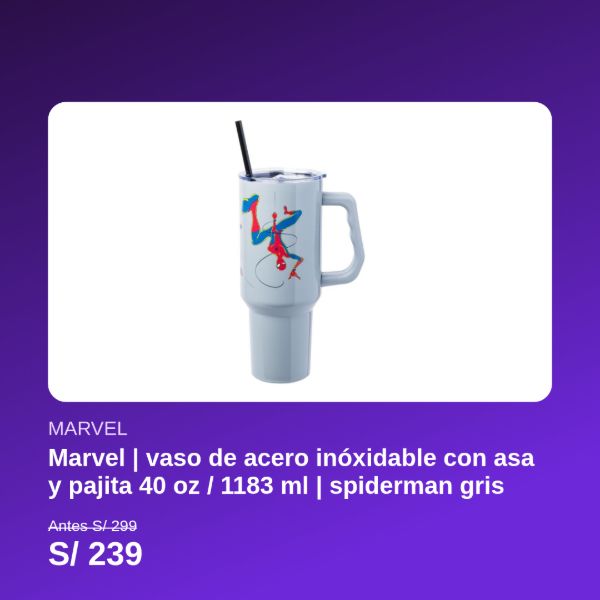 MARVEL
Marvel | vaso de acero inóxidable con asa
y pajita 40 oz / 1183 ml | spiderman gris
Antes S/ 299
S/ 239